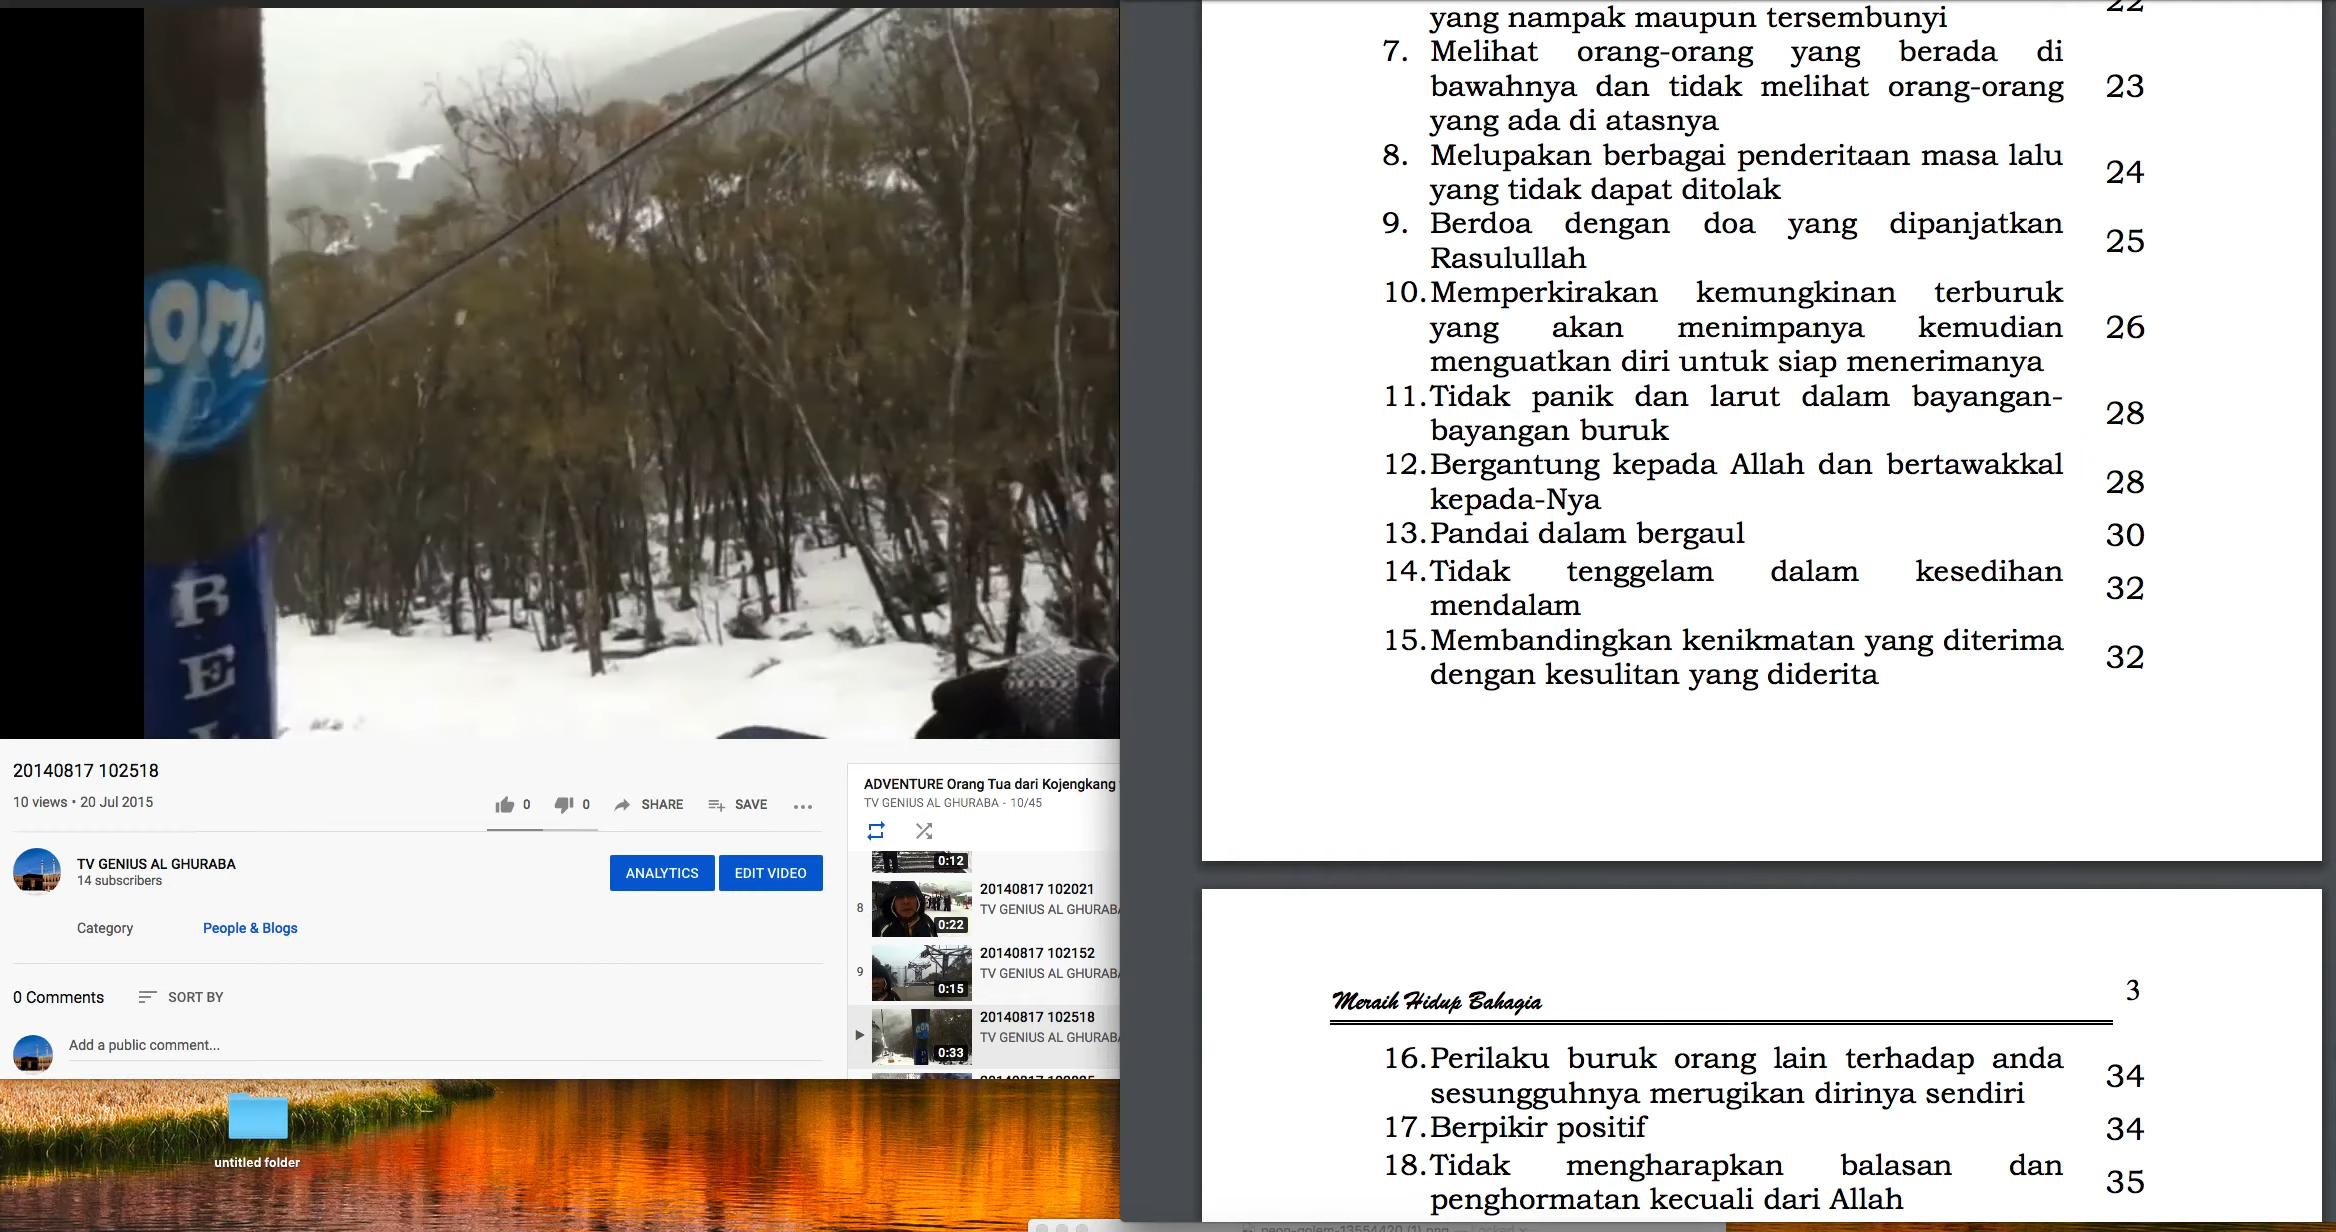 OMA
R
E
20140817 102518
10 views • 20 Jul 2015
0
0
SHARE
SAVE
TV GENIUS AL GHURABA
14 subscribers
ANALYTICS
EDIT VIDEO
Category
People & Blogs
0 Comments
SORT BY
Add a public comment...
ADVENTURE Orang Tua dari Kojengkang
TV GENIUS AL GHURABA - 10/45
0:12
8
0:22
20140817 102021
TV GENIUS AL GHURABA
9
0:15
20140817 102152
TV GENIUS AL GHURABA
0:33
20140817 102518
TV GENIUS AL GHURABA
untitled folder
yang nampak maupun tersembunyi 22
7. Melihat orang-orang yang berada di
bawahnya dan tidak melihat orang-orang 23
yang ada di atasnya
8. Melupakan berbagai penderitaan masa lalu 24
yang tidak dapat ditolak
9. Berdoa dengan doa yang dipanjatkan 25
Rasulullah
10. Memperkirakan kemungkinan terburuk
yang akan menimpanya kemudian 26
menguatkan diri untuk siap menerimanya
11. Tidak panik dan larut dalam bayangan- 28
bayangan buruk
12. Bergantung kepada Allah dan bertawakkal 28
kepada-Nya
13. Pandai dalam bergaul 30
14. Tidak tenggelam dalam kesedihan 32
mendalam
15. Membandingkan kenikmatan yang diterima 32
dengan kesulitan yang diderita
Meraih Hidup Bahagia 3
16. Perilaku buruk orang lain terhadap anda 34
sesungguhnya merugikan dirinya sendiri
17. Berpikir positif 34
18. Tidak mengharapkan balasan dan 35
penghormatan kecuali dari Allah